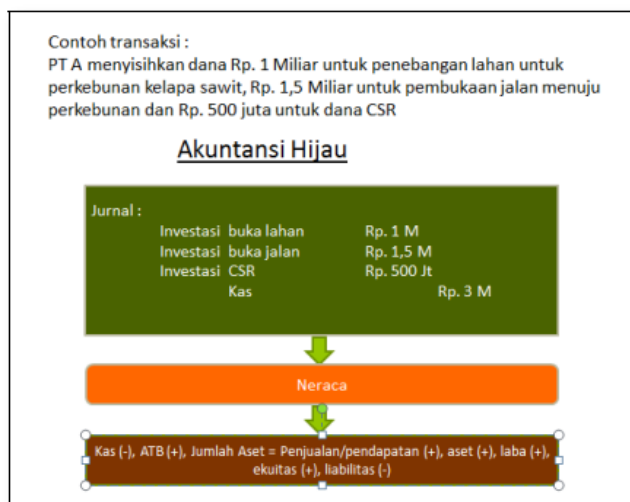 Contoh transaksi :
PT A menyisihkan dana Rp. 1 Miliar untuk penebangan lahan untuk
perkebunan kelapa sawit, Rp. 1,5 Miliar untuk pembukaan jalan menuju
perkebunan dan Rp. 500 juta untuk dana CSR
Akuntansi Hijau
Jurnal :
Investasi buka lahan Rp. 1 M
Investasi buka jalan Rp. 1,5 M
Investasi CSR Rp. 500 Jt
Kas Rp. 3 M
Neraca
Kas (-), ATB (+), Jumlah Aset = Penjualan/pendapatan (+), aset (+), laba (+),
ekuitas (+), liabilitas (-)